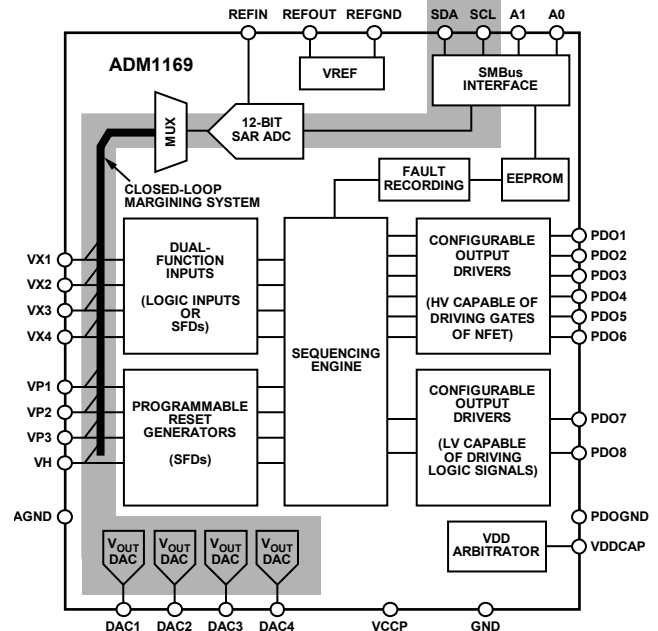 REFIN REFOUT REFGND SDA SCL A1 A0
ADM1169
VREF
SMBus
INTERFACE
MUX
12-BIT
SAR ADC
CLOSED-LOOP
MARGINING SYSTEM
FAULT
RECORDING
EEPROM
VX1
VX2
VX3
VX4
DUAL-
FUNCTION
INPUTS
(LOGIC INPUTS
OR
SFDs)
VP1
VP2
VP3
VH
PROGRAMMABLE
RESET
GENERATORS
(SFDs)
SEQUENCING
ENGINE
CONFIGURABLE
OUTPUT
DRIVERS
(HV CAPABLE OF
DRIVING GATES
OF NFET)
PDO1
PDO2
PDO3
PDO4
PDO5
PDO6
CONFIGURABLE
OUTPUT
DRIVERS
(LV CAPABLE
OF DRIVING
LOGIC SIGNALS)
PDO7
PDO8
AGND
PDOGND
VOUT
DAC
VOUT
DAC
VOUT
DAC
VOUT
DAC
VDD
ARBITRATOR
VDDCAP
DAC1 DAC2 DAC3 DAC4 VCCP GND